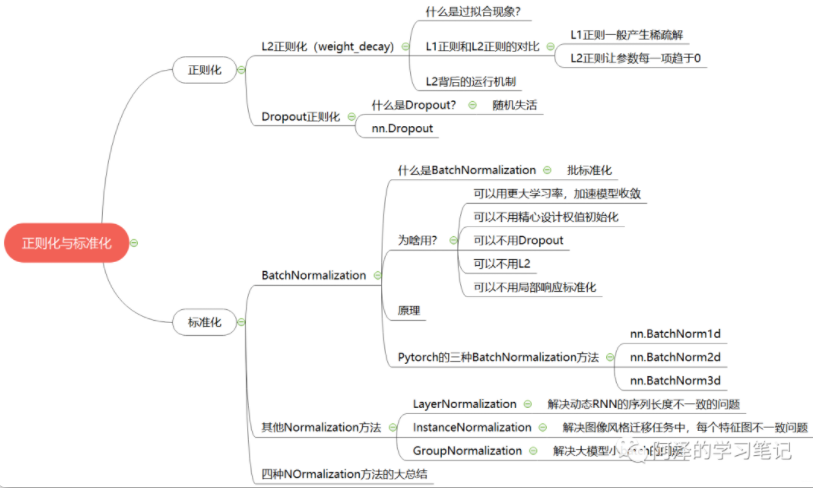 什么是过拟合现象?
L1正则一般产生稀疏解
L2正则化（weight_decay）
L1正则和L2正则的对比
L2正则让参数每一项趋于0
正则化
L2背后的运行机制
什么是Dropout?
随机失活
Dropout正则化
nn.Dropout
什么是BatchNormalization
批标准化
可以用更大学习率，加速模型收敛
可以不用精心设计权值初始化
正则化与标准化
为啥用?
可以不用Dropout
可以不用L2
BatchNormalization
可以不用局部响应标准化
原理
标准化
nn.BatchNorm1d
Pytorch的三种BatchNormalization方法
nn.BatchNorm2d
nn.BatchNorm3d
LayerNormalization
解决动态RNN的序列长度不一致的问题
其他Normalization方法
InstanceNormalization
解决图像风格迁移任务中，每个特征图不一致问题
GroupNormalization
解决大模型小
阿泽的学习笔记
四种NOrmalization方法的大总结